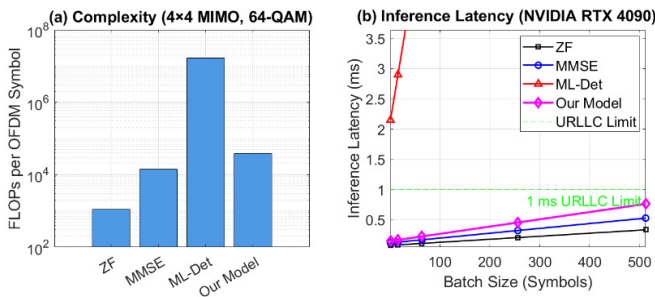 (a) Complexity (4×4 MIMO, 64-QAM)
FLOPs per OFDM Symbol
10^8
10^6
10^4
10^2
ZF
MMSE
ML-Det
Our Model
(b) Inference Latency (NVIDIA RTX 4090)
Inference Latency (ms)
3.5
3
2.5
2
1.5
1
0.5
ZF
MMSE
ML-Det
Our Model
URLLC Limit
1 ms URLLC Limit
100 200 300 400 500
Batch Size (Symbols)